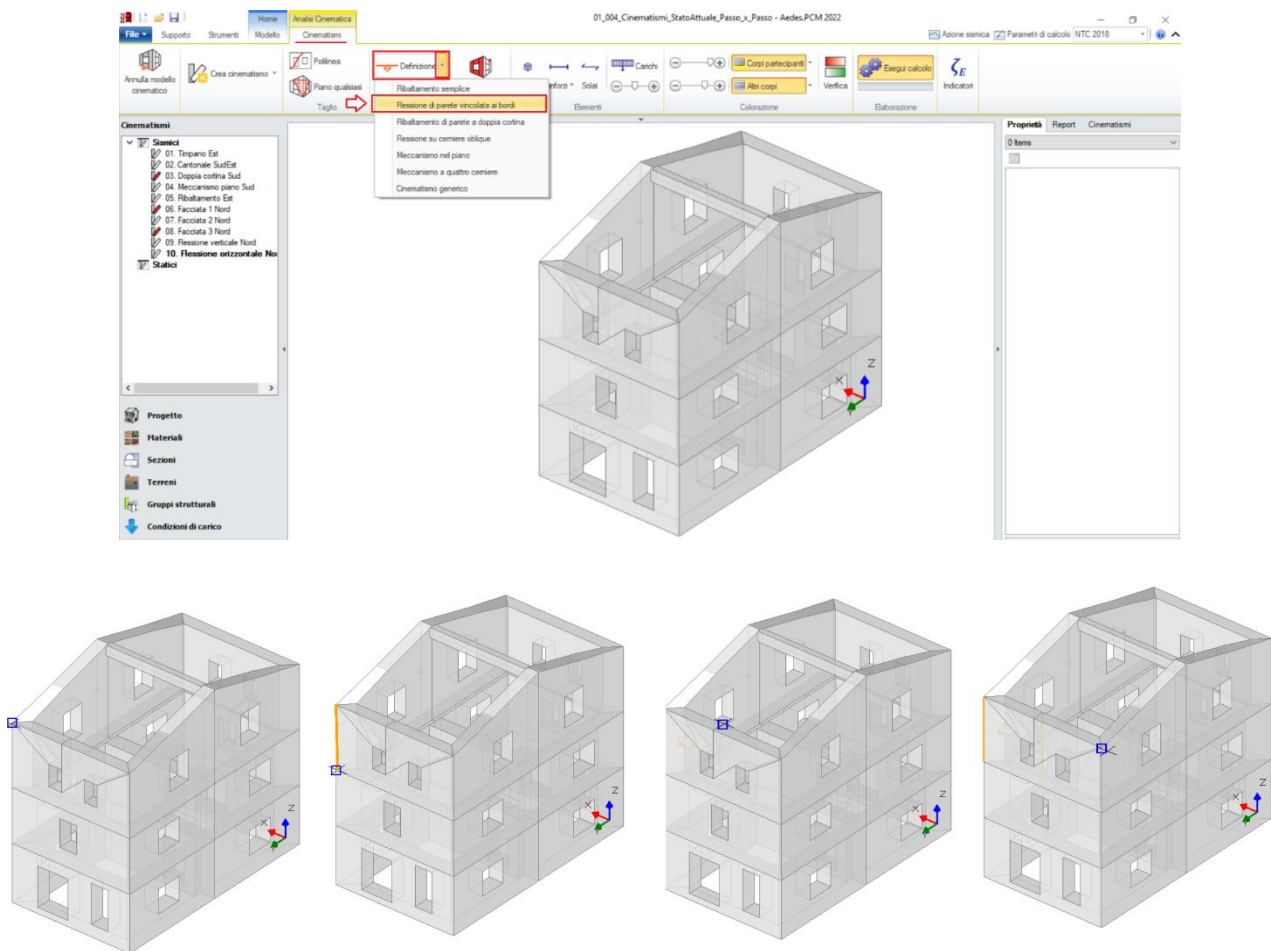 Home
Analisi Cinematica
01_004_Cinematismi_StatoAttuale_Passo_x_Passo - Aedes.PCM 2022
File
Supporto
Strumenti
Modello
Cinematismi
Azione sismica
Parametri di calcolo
NTC 2018
Annulla modello
cinematico
Crea cinematismo
Polilinea
Piano qualsiasi
Taglio
Definizione
Rinforzi
Solai
Carichi
Elementi
Corpi partecipanti
Altri corpi
Colorazione
Verifica
Esegui calcolo
Elaborazione
ζE
Indicatori
Ribaltamento semplice
Flessione di parete vincolata ai bordi
Ribaltamento di parete a doppia cortina
Flessione su cerniere oblique
Meccanismo nel piano
Meccanismo a quattro cerniere
Cinematismo generico
Cinematismi
Sismici
01. Timpano Est
02. Cantonale SudEst
03. Doppia cortina Sud
04. Meccanismo piano Sud
05. Ribaltamento Est
06. Facciata 1 Nord
07. Facciata 2 Nord
08. Facciata 3 Nord
09. Flessione verticale Nord
10. Flessione orizzontale No
Statici
Progetto
Materiali
Sezioni
Terreni
Gruppi strutturali
Condizioni di carico
Proprietà
Report
Cinematismi
0 Items
Z
X
Y
Z
X
Y
Z
X
Y
Z
X
Y
Z
X
Y